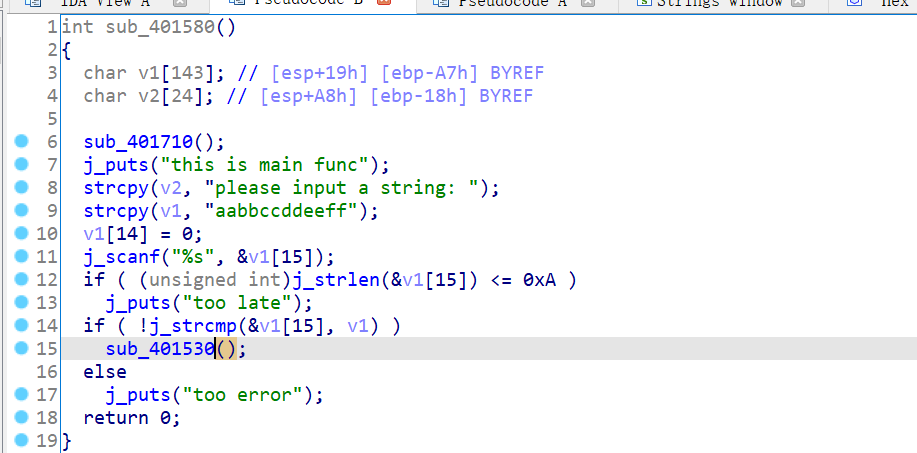 IDA View A Pseudocode B Pseudocode A Strings Window Hex
1 int sub_401580()
2 {
3 char v1[143]; // [esp+19h] [ebp-A7h] BYREF
4 char v2[24]; // [esp+A8h] [ebp-18h] BYREF
5
6 sub_401710();
7 j_puts("this is main func");
8 strcpy(v2, "please input a string: ");
9 strcpy(v1, "aabbccddeeff");
10 v1[14] = 0;
11 j_scanf("%s", &v1[15]);
12 if ( (unsigned int)j_strlen(&v1[15]) <= 0xA )
13 j_puts("too late");
14 if ( !j_strcmp(&v1[15], v1) )
15 sub_401530();
16 else
17 j_puts("too error");
18 return 0;
19 }